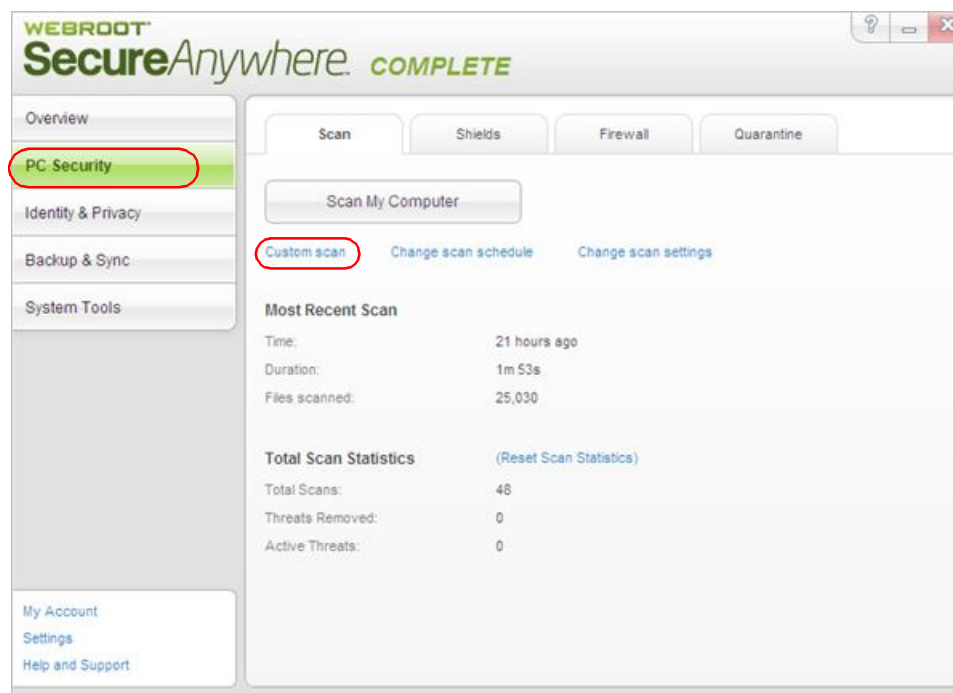 WEBROOT
SecureAnywhere. COMPLETE
?
Overview
PC Security
Identity & Privacy
Backup & Sync
System Tools
Scan Shields Firewall Quarantine
Scan My Computer
Custom scan Change scan schedule Change scan settings
Most Recent Scan
Time: 21 hours ago
Duration: 1m 53s
Files scanned: 25,030
Total Scan Statistics (Reset Scan Statistics)
Total Scans: 48
Threats Removed: 0
Active Threats: 0
My Account
Settings
Help and Support